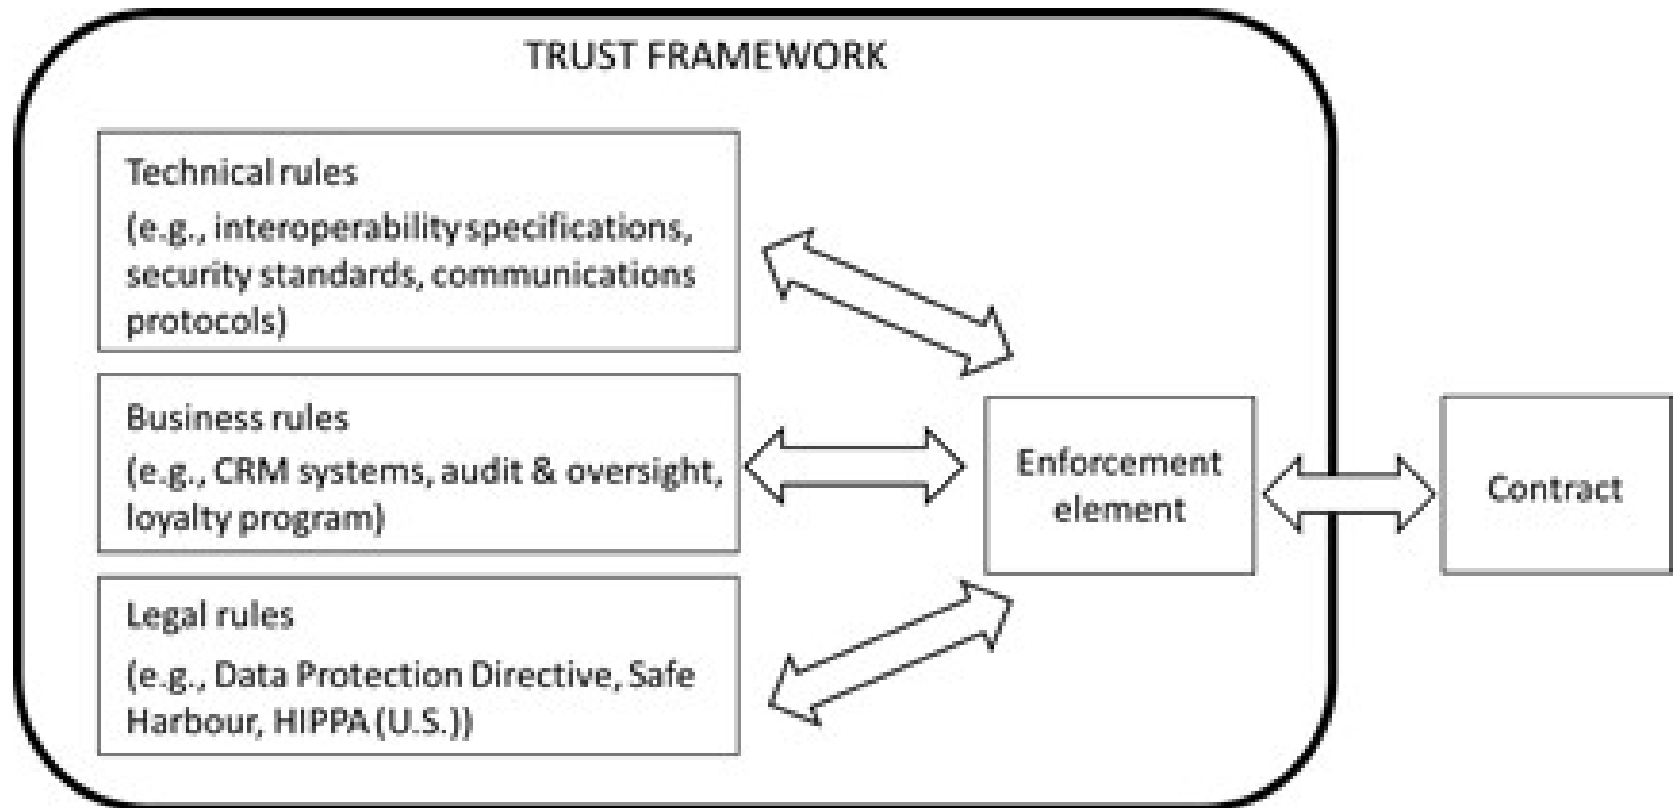 TRUST FRAMEWORK
Technical rules
(e.g., interoperability specifications,
security standards, communications
protocols)
Business rules
(e.g., CRM systems, audit & oversight,
loyalty program)
Legal rules
(e.g., Data Protection Directive, Safe
Harbour, HIPPA (U.S.))
Enforcement
element
Contract